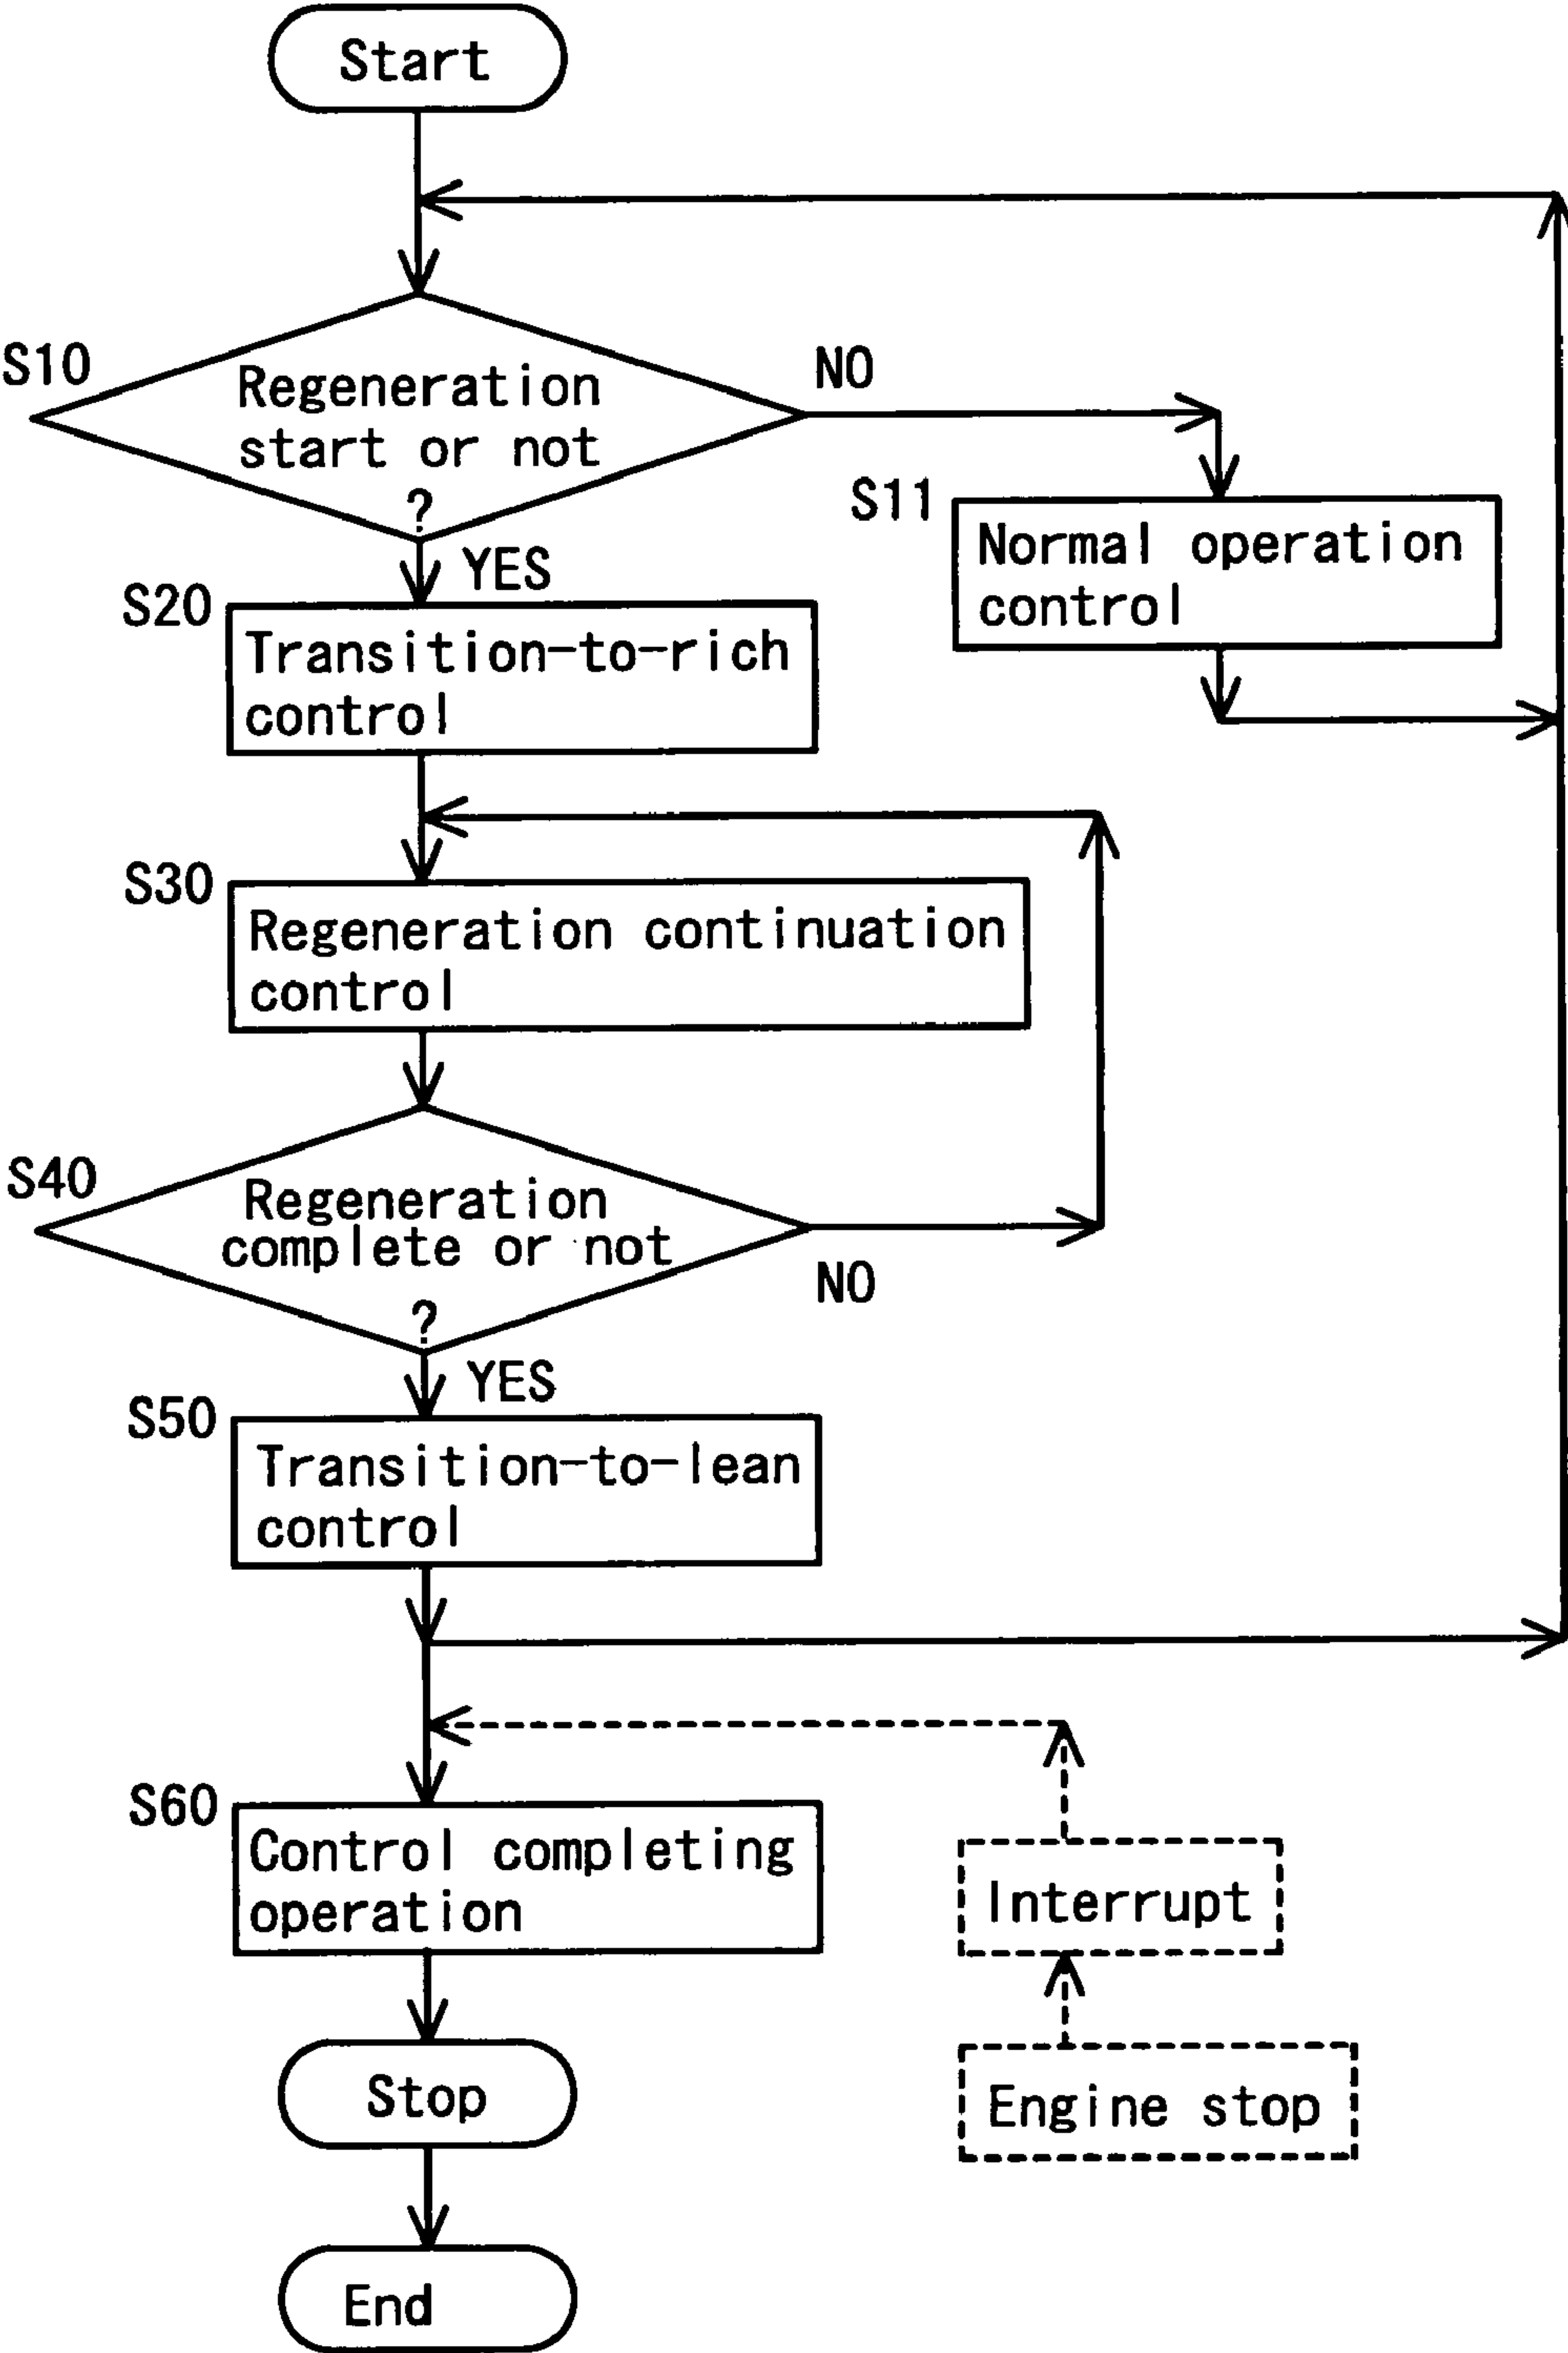 Start
S10
Regeneration
start or not
?
NO
YES
S11
Normal operation
control
S20
Transition-to-rich
control
S30
Regeneration continuation
control
S40
Regeneration
complete or not
?
NO
YES
S50
Transition-to-lean
control
S60
Control completing
operation
Interrupt
Engine stop
Stop
End